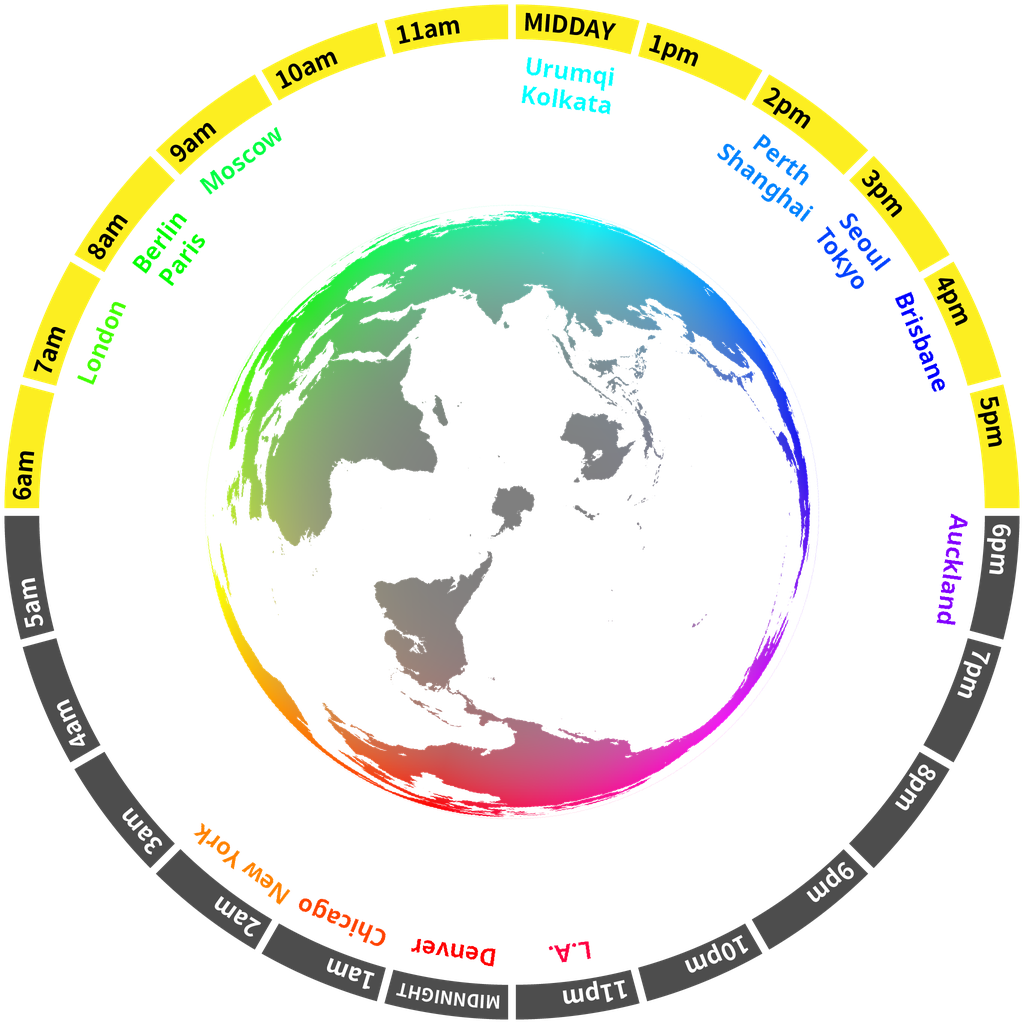 MIDDAY
1pm
2pm
3pm
4pm
5pm
6pm
7pm
8pm
9pm
10pm
11pm
MIDNNIGHT
1am
2am
3am
4am
5am
6am
7am
8am
9am
10am
11am
Urumqi
Kolkata
Perth
Shanghai
Seoul
Tokyo
Brisbane
Auckland
L.A.
Denver
Chicago
New York
London
Berlin
Paris
Moscow